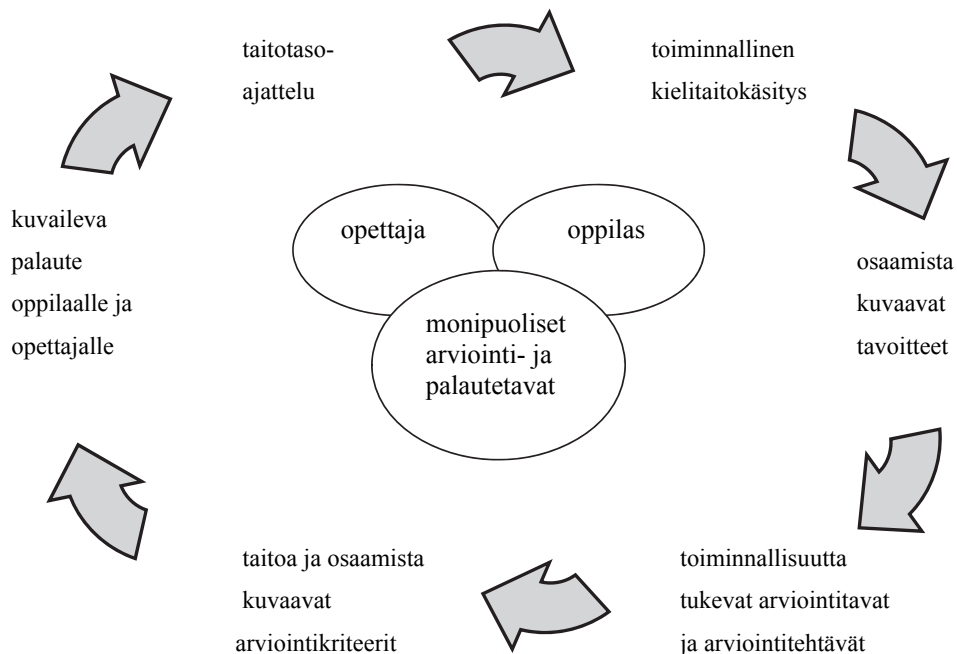 taitotaso-
ajattelu
toiminnallinen
kielitaitokäsitys
kuvaileva
palaute
oppilaalle ja
opettajalle
opettaja
oppilas
monipuoliset
arviointi- ja
palautetavat
osaamista
kuvaavat
tavoitteet
taitoa ja osaamista
kuvaavat
arviointikriteerit
toiminnallisuutta
tukevat arviointitavat
ja arviointitehtävät